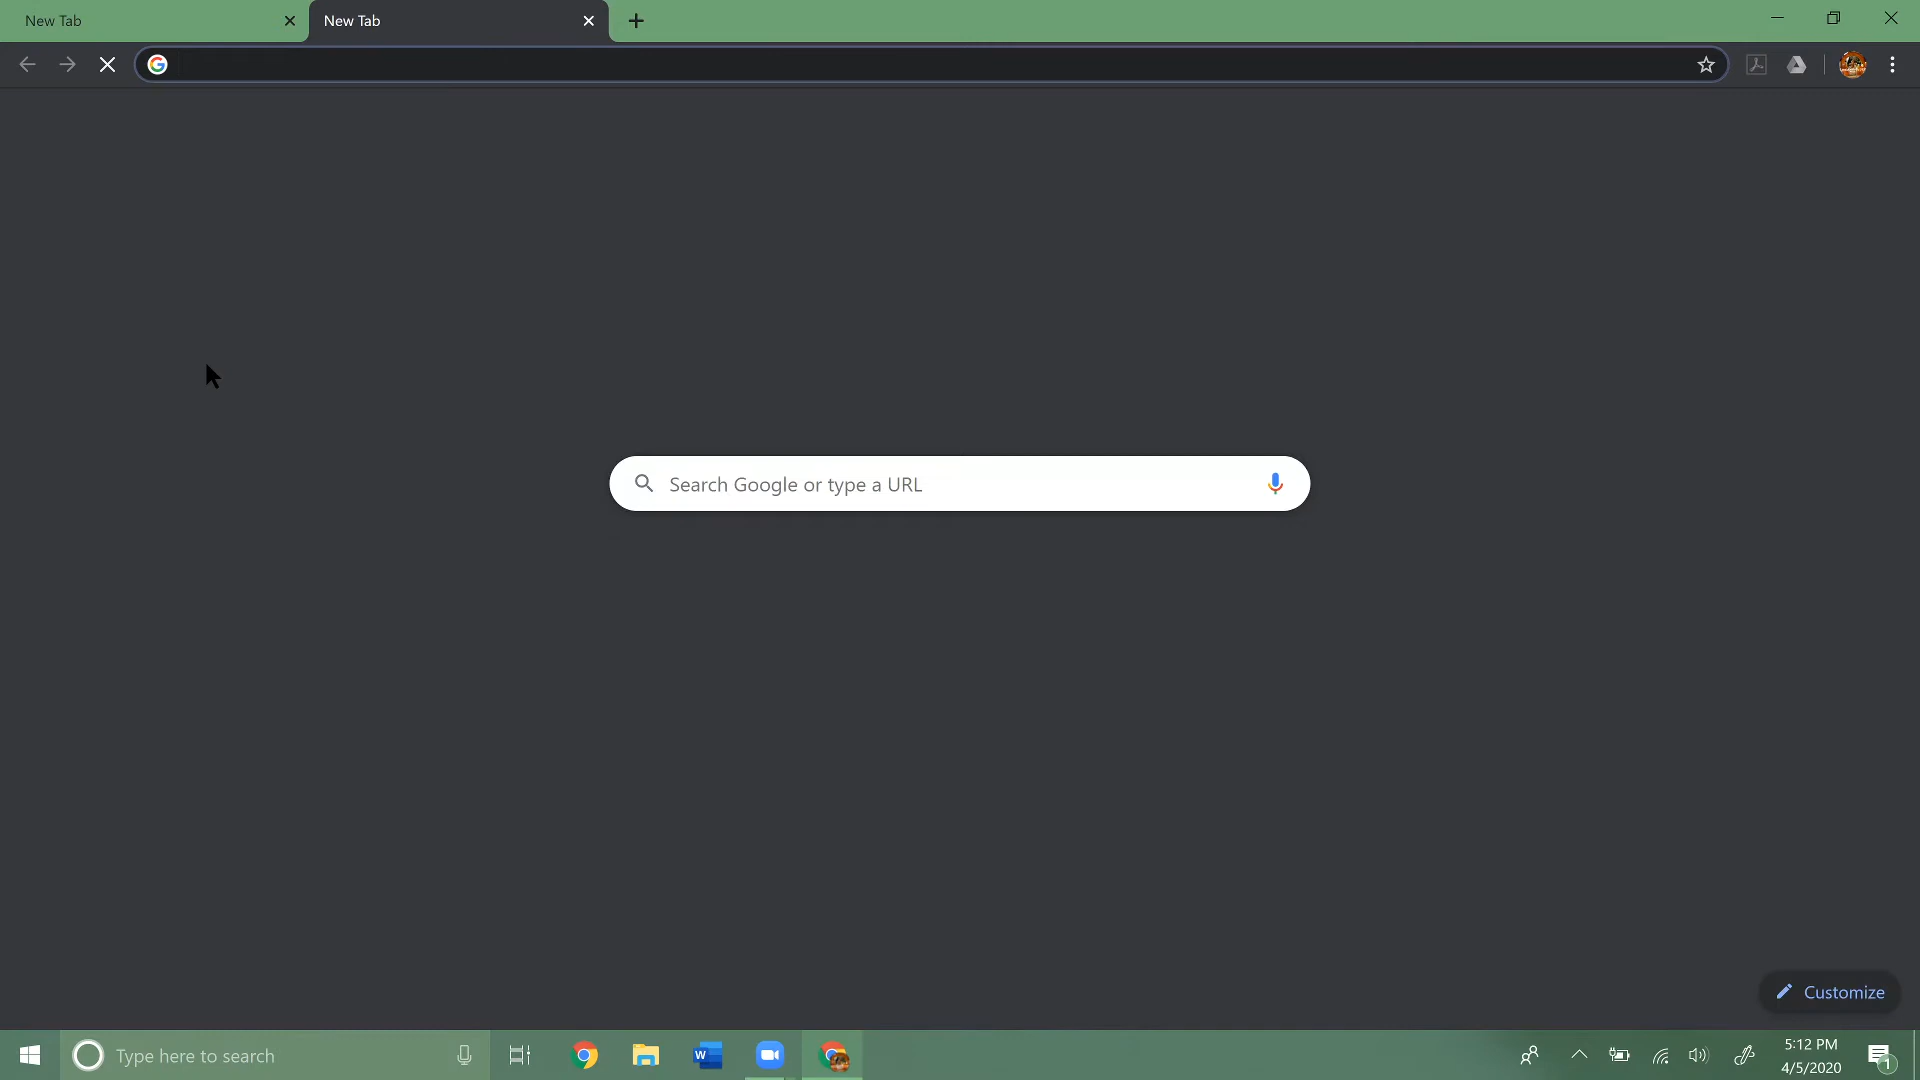 New Tab
New Tab
Search Google or type a URL
Customize
Type here to search
W
5:12 PM
4/5/2020
1